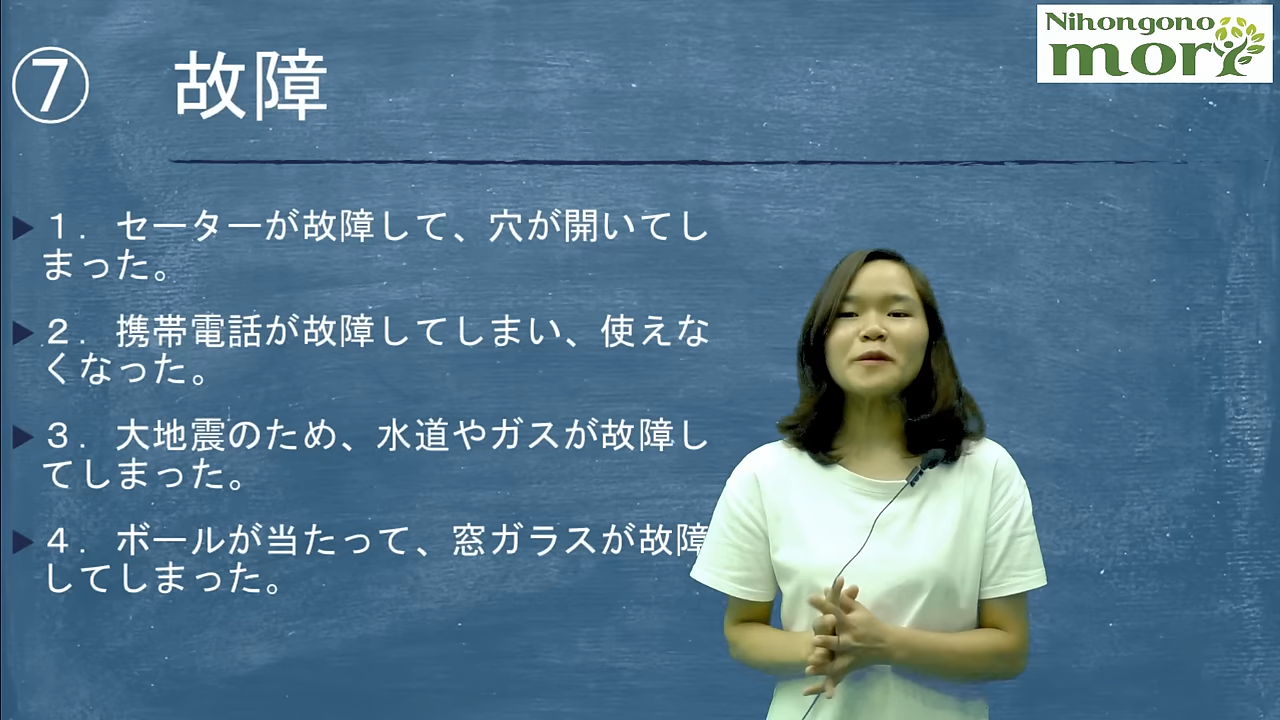 Nihongono
mori
⑦ 故障
１．セーターが故障して、穴が開いてし
まった。
２．携帯電話が故障してしまい、使えな
くなった。
３．大地震のため、水道やガスが故障し
てしまった。
４．ボールが当たって、窓ガラスが故障
してしまった。